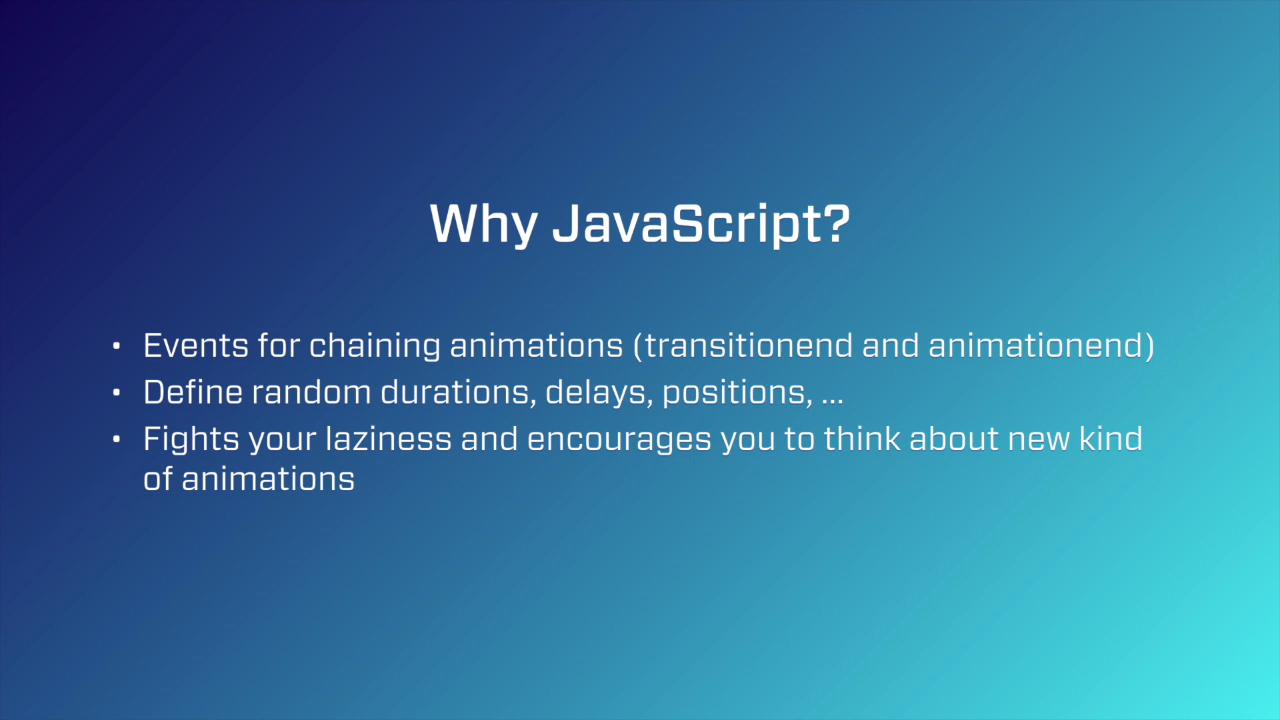 Why JavaScript?
• Events for chaining animations (transitionend and animationend)
• Define random durations, delays, positions, ...
• Fights your laziness and encourages you to think about new kind
of animations